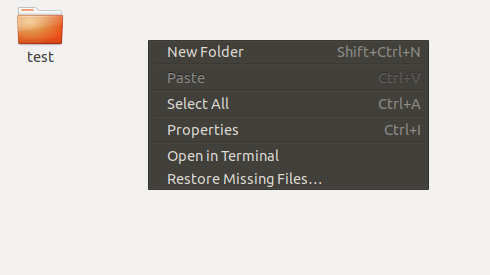 test
New Folder Shift+Ctrl+N
Paste Ctrl+V
Select All Ctrl+A
Properties Ctrl+I
Open in Terminal
Restore Missing Files...